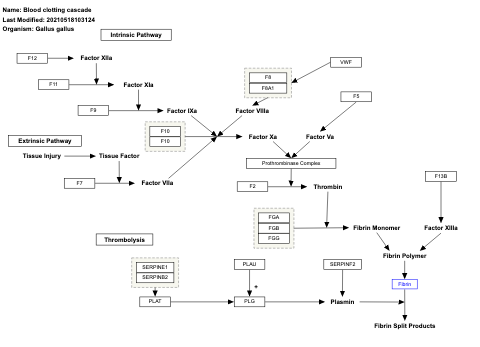 Name: Blood clotting cascade
Last Modified: 20210518103124
Organism: Gallus gallus
Intrinsic Pathway
F12
Factor XIIa
VWF
F8
F8A1
F11
Factor XIa
F5
F9
Factor IXa
Factor VIIIa
F10
F10
Factor Xa
Factor Va
Extrinsic Pathway
Tissue Injury
Tissue Factor
Prothrombinase Complex
F7
Factor VIIa
F2
Thrombin
F13B
FGA
FGB
FGG
Fibrin Monomer
Factor XIIIa
Thrombolysis
Fibrin Polymer
SERPINE1
SERPINB2
PLAU
SERPINF2
Fibrin
+
PLAT
PLG
Plasmin
Fibrin Split Products